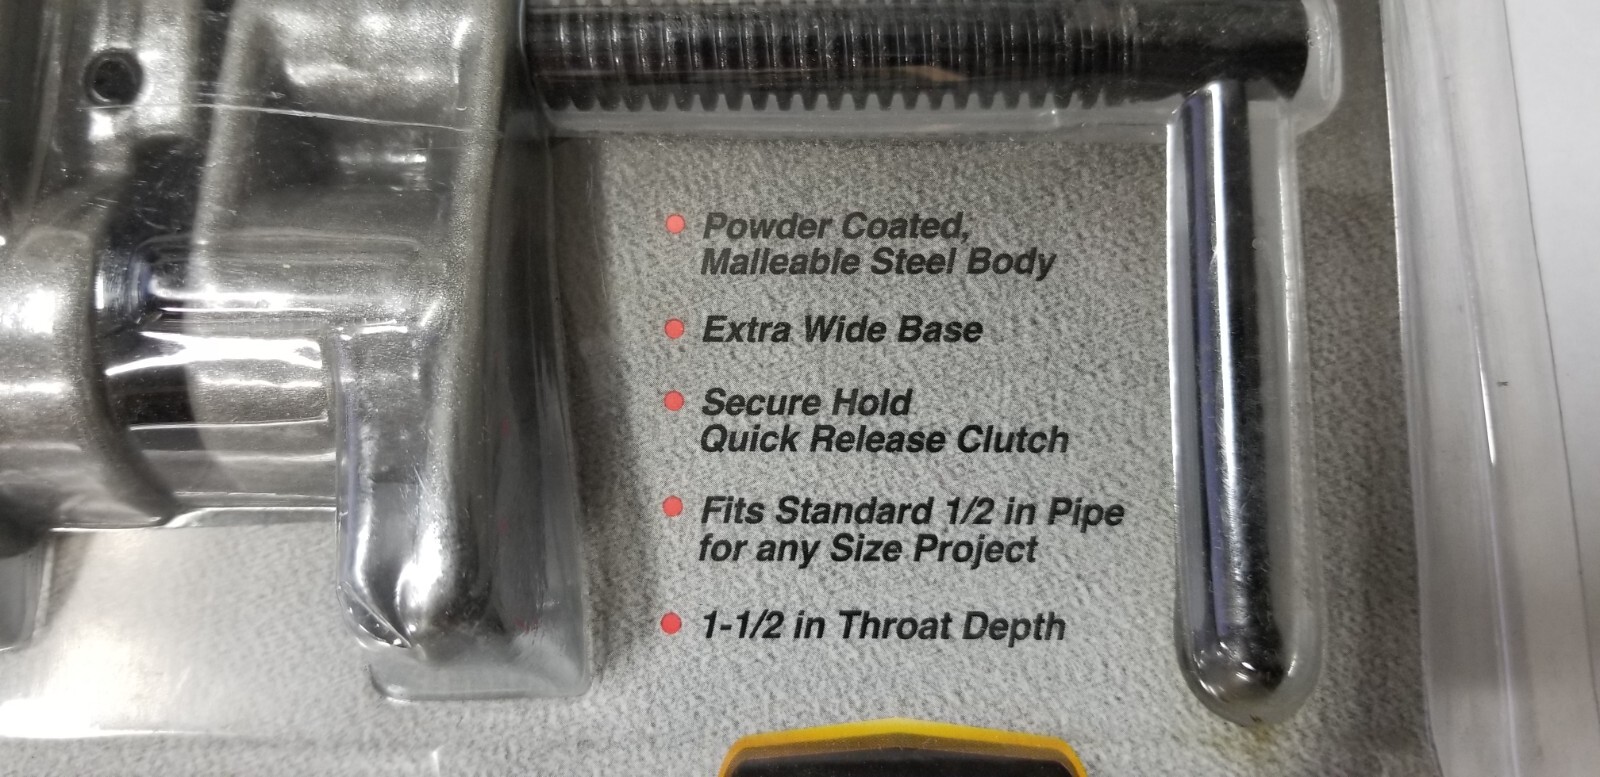 Powder Coated,
Malleable Steel Body
Extra Wide Base
Secure Hold
Quick Release Clutch
Fits Standard 1/2 in Pipe
for any Size Project
1-1/2 in Throat Depth